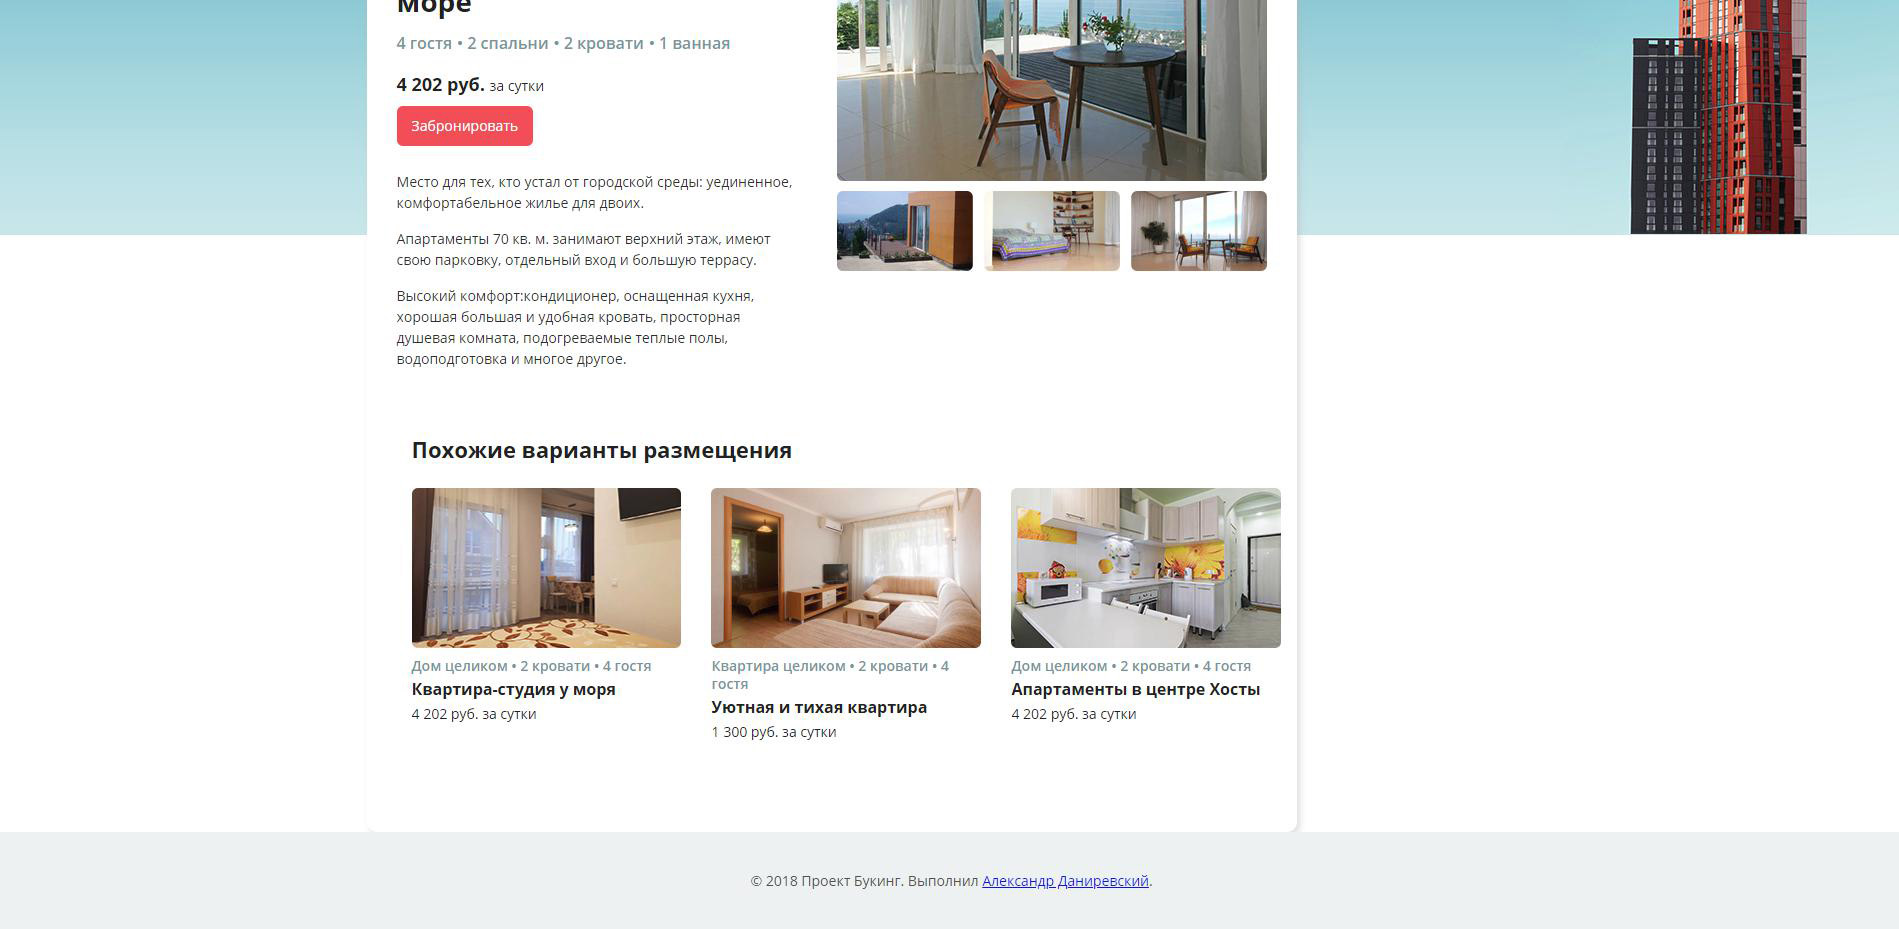 море
4 гостя • 2 спальни • 2 кровати • 1 ванная
4 202 руб. за сутки
Забронировать
Место для тех, кто устал от городской среды: уединенное,
комфортабельное жилье для двоих.
Апартаменты 70 кв. м. занимают верхний этаж, имеют
свою парковку, отдельный вход и большую террасу.
Высокий комфорт:кондиционер, оснащенная кухня,
хорошая большая и удобная кровать, просторная
душевая комната, подогреваемые теплые полы,
водоподготовка и многое другое.
Похожие варианты размещения
Дом целиком • 2 кровати • 4 гостя
Квартира-студия у моря
4 202 руб. за сутки
Квартира целиком • 2 кровати • 4
гостя
Уютная и тихая квартира
1 300 руб. за сутки
Дом целиком • 2 кровати • 4 гостя
Апартаменты в центре Хосты
4 202 руб. за сутки
© 2018 Проект Букинг. Выполнил Александр Даниревский.